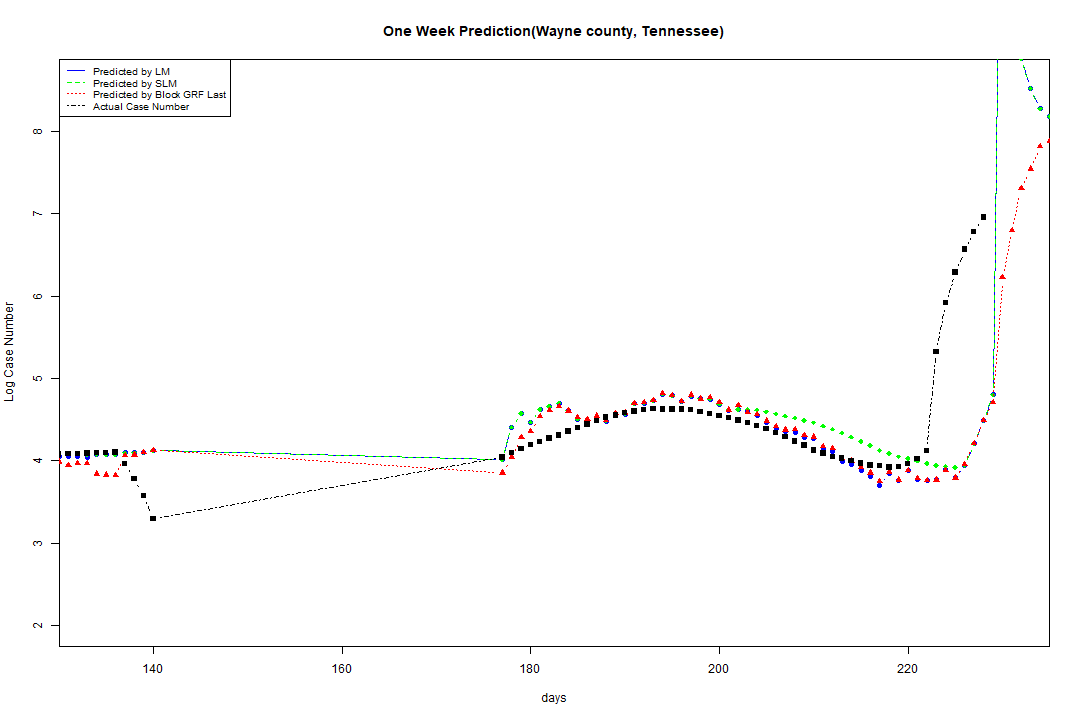 One Week Prediction(Wayne county, Tennessee)
Predicted by LM
Predicted by SLM
Predicted by Block GRF Last
Actual Case Number
8
7
6
5
4
3
2
Log Case Number
140 160 180 200 220
days